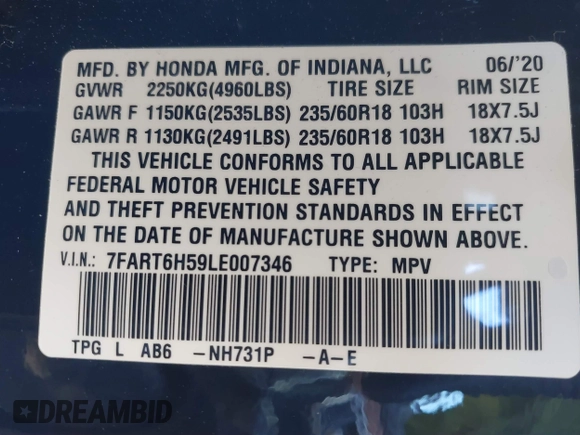 MFD. BY HONDA MFG. OF INDIANA, LLC 06/'20
GVWR 2250KG(4960LBS) TIRE SIZE RIM SIZE
GAWR F 1150KG(2535LBS) 235/60R18 103H 18X7.5J
GAWR R 1130KG(2491LBS) 235/60R18 103H 18X7.5J
THIS VEHICLE CONFORMS TO ALL APPLICABLE
FEDERAL MOTOR VEHICLE SAFETY
AND THEFT PREVENTION STANDARDS IN EFFECT
ON THE DATE OF MANUFACTURE SHOWN ABOVE.
V.I.N.: 7FART6H59LE007346 TYPE: MPV
TPG L AB6 -NH731P -A-E
DREAMBID